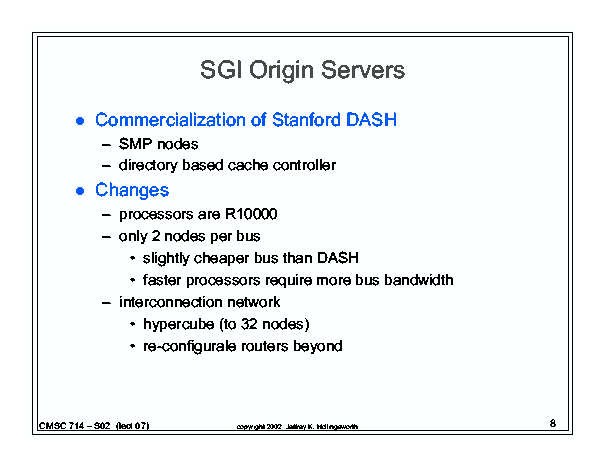 SGI Origin Servers
● Commercialization of Stanford DASH
– SMP nodes
– directory based cache controller
● Changes
– processors are R10000
– only 2 nodes per bus
• slightly cheaper bus than DASH
• faster processors require more bus bandwidth
– interconnection network
• hypercube (to 32 nodes)
• re-configurale routers beyond
CMSC 714 – S02 (lect 07)
copyright 2002 Jeffrey K. Hollingsworth
8